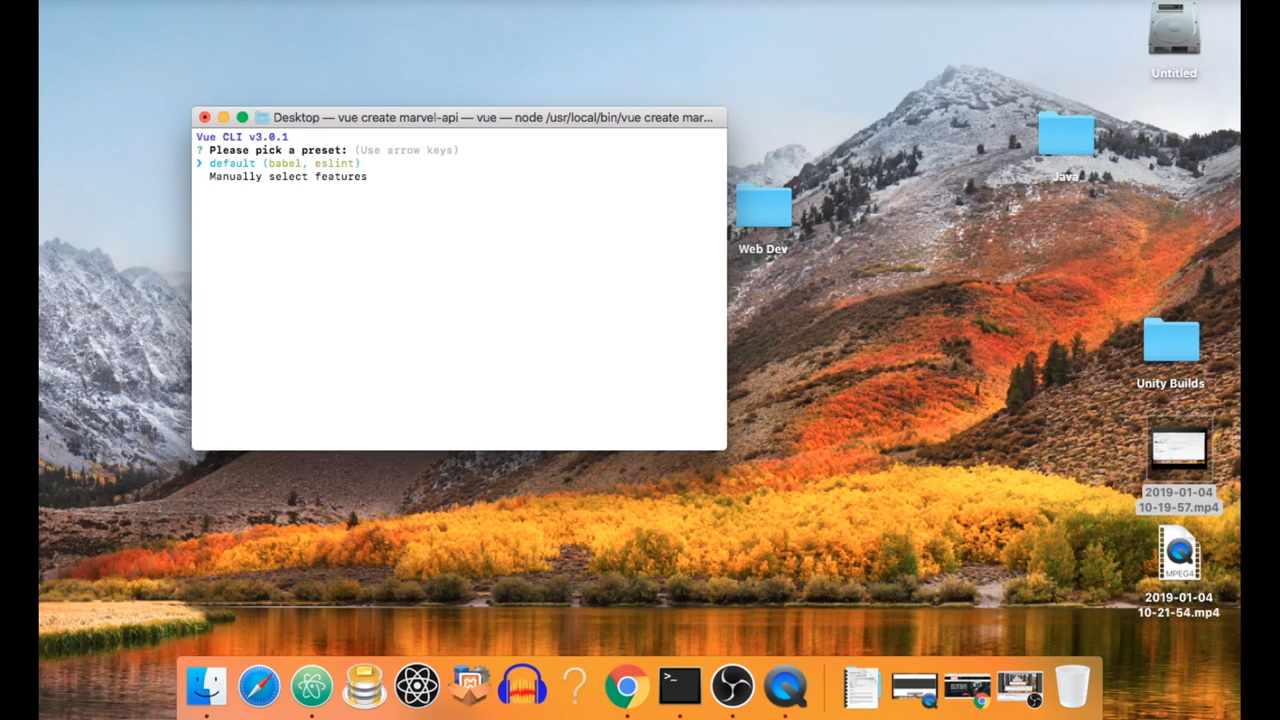 Untitled
Desktop — vue create marvel-api — vue — node /usr/local/bin/vue create mar...
Vue CLI v3.0.1
? Please pick a preset: (Use arrow keys)
❯ default (babel, eslint)
Manually select features
Java
Web Dev
Unity Builds
2019-01-04
10-19-57.mp4
MPEG4
2019-01-04
10-21-54.mp4
>_